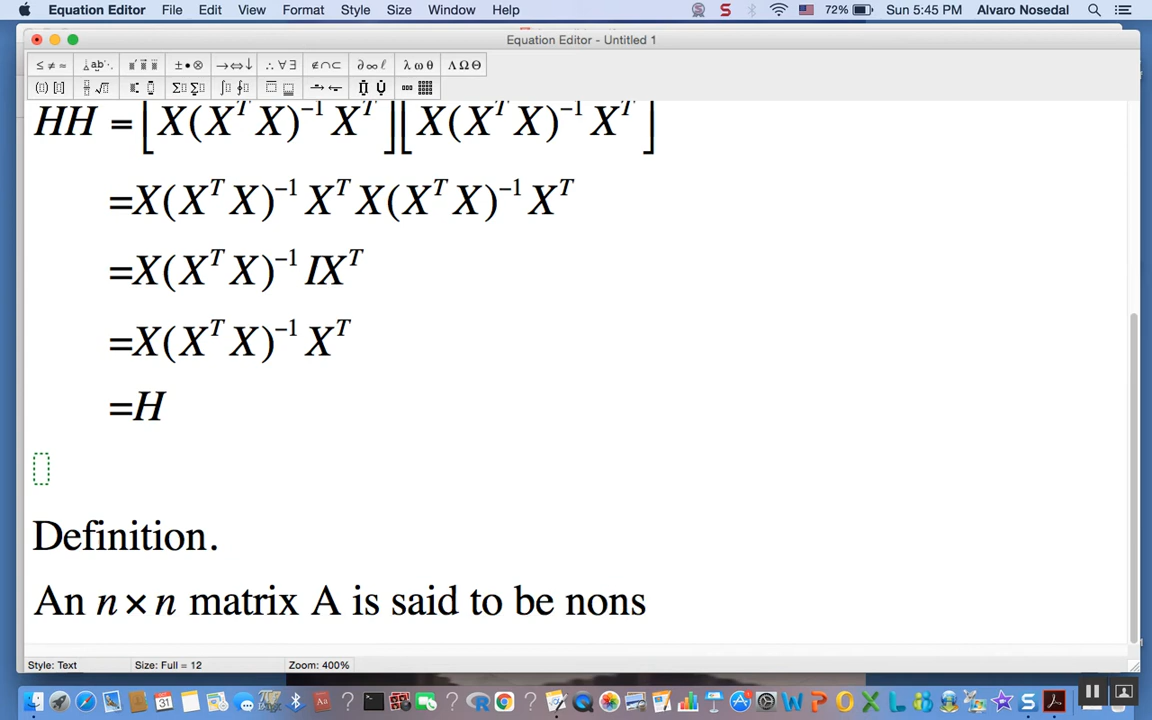 Equation Editor File Edit View Format Style Size Window Help 72% Sun 5:45 PM Alvaro Nosedal
Equation Editor - Untitled 1
HH = [X(X^T X)^−1 X^T][X(X^T X)^−1 X^T]
=X(X^T X)^−1 X^T X(X^T X)^−1 X^T
=X(X^T X)^−1 IX^T
=X(X^T X)^−1 X^T
=H
Definition.
An n × n matrix A is said to be nons
Style: Text Size: Full = 12 Zoom: 400%